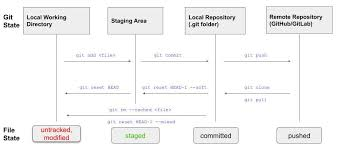 Git
State
Local Working
Directory
Staging Area
Local Repository
(.git folder)
Remote Repository
(GitHub/GitLab)
git add <file>
git commit
git push
git reset HEAD
git reset HEAD~1 --soft
git clone
git pull
git rm --cached <file>
git reset HEAD~1 --mixed
File
State
untracked,
modified
staged
committed
pushed